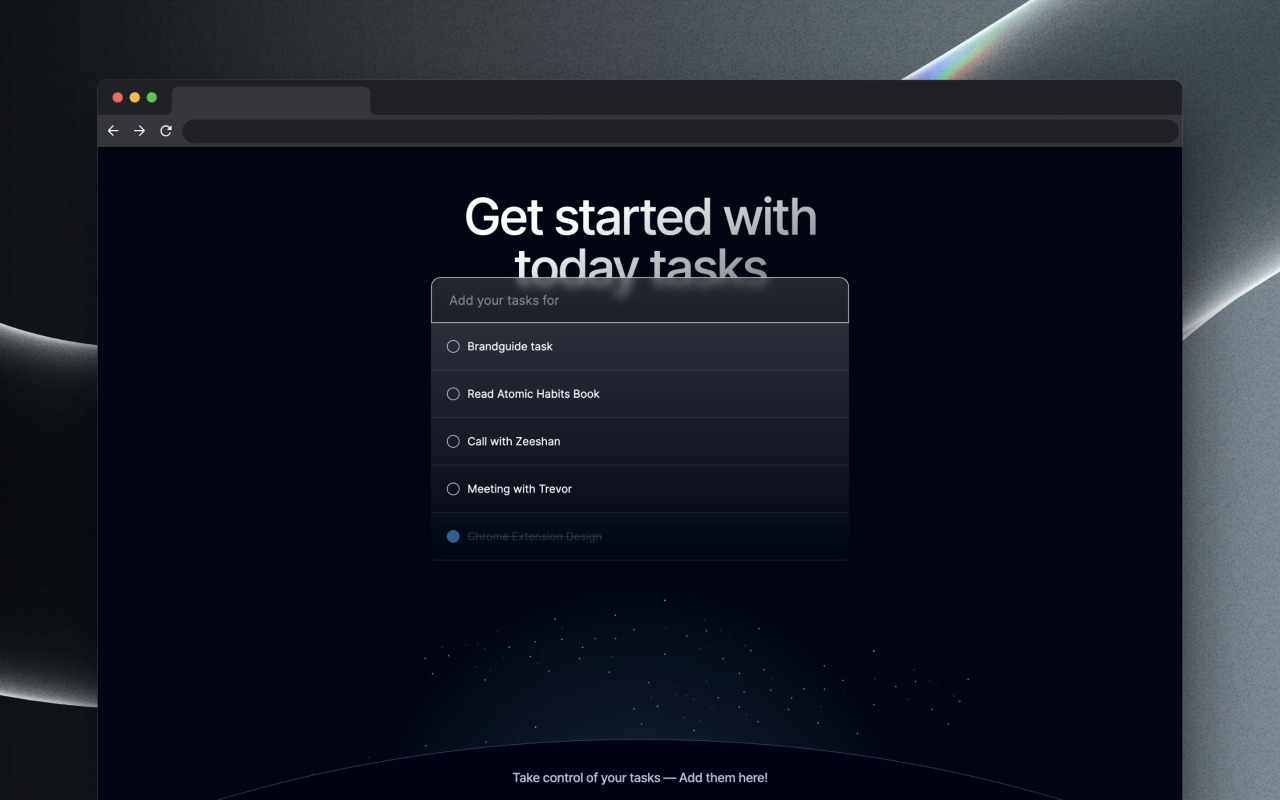 Get started with
today tasks
Add your tasks for
Brandguide task
Read Atomic Habits Book
Call with Zeeshan
Meeting with Trevor
Chrome Extension Design
Take control of your tasks — Add them here!